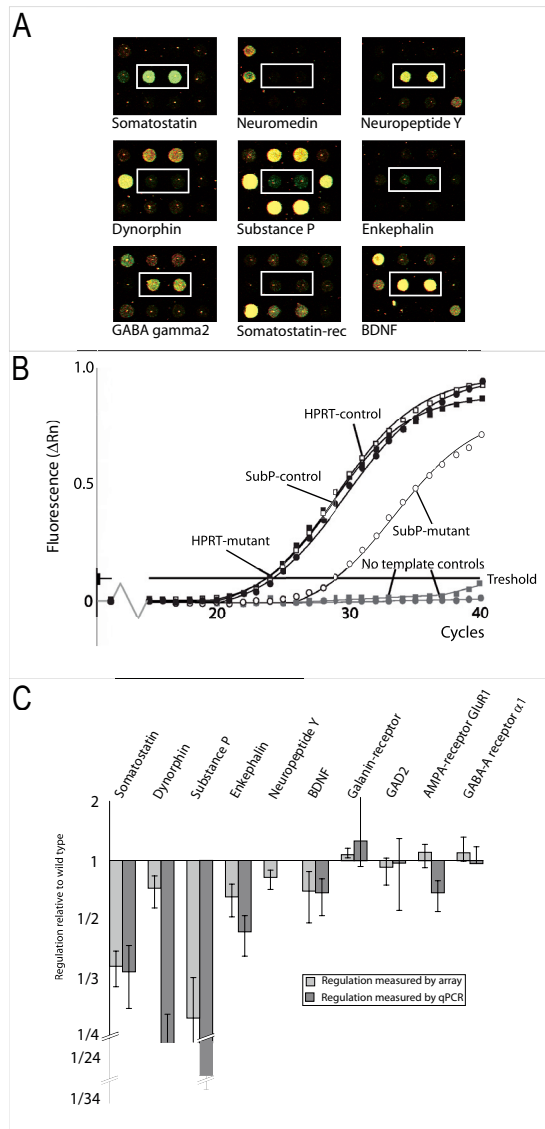 A
Somatostatin
Neuromedin
Neuropeptide Y
Dynorphin
Substance P
Enkephalin
GABA gamma2
Somatostatin-rec
BDNF
B
1.0
0.5
0
Fluorescence (ΔRn)
HPRT-control
SubP-control
HPRT-mutant
SubP-mutant
No template controls
Treshold
20
30
40
Cycles
C
Somatostatin
Dynorphin
Substance P
Enkephalin
Neuropeptide Y
BDNF
Galanin-receptor
GAD2
AMPA-receptor GluR1
GABA-A receptor α1
Regulation relative to wild type
2
1
1/2
1/3
1/4
1/24
1/34
Regulation measured by array
Regulation measured by qPCR